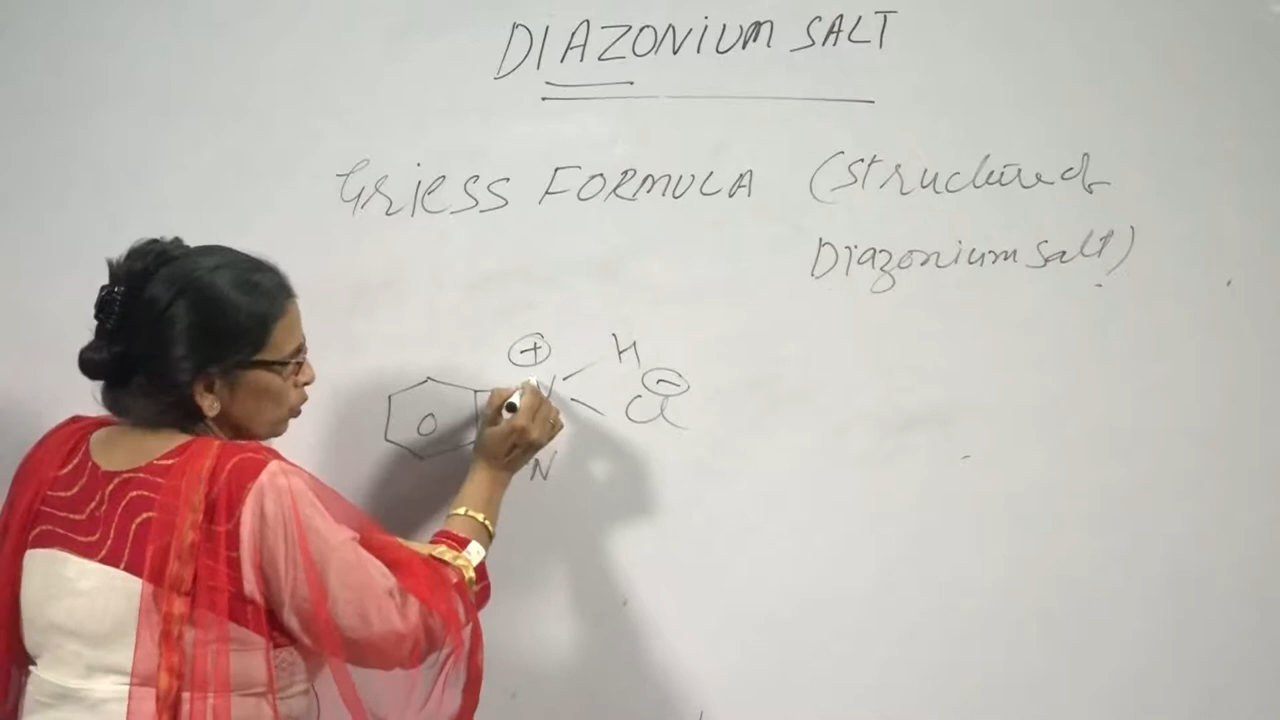 DIAZONIUM SALT
Griess FORMULA (structure of
Diazonium salt)
+ H
N Cl -
N